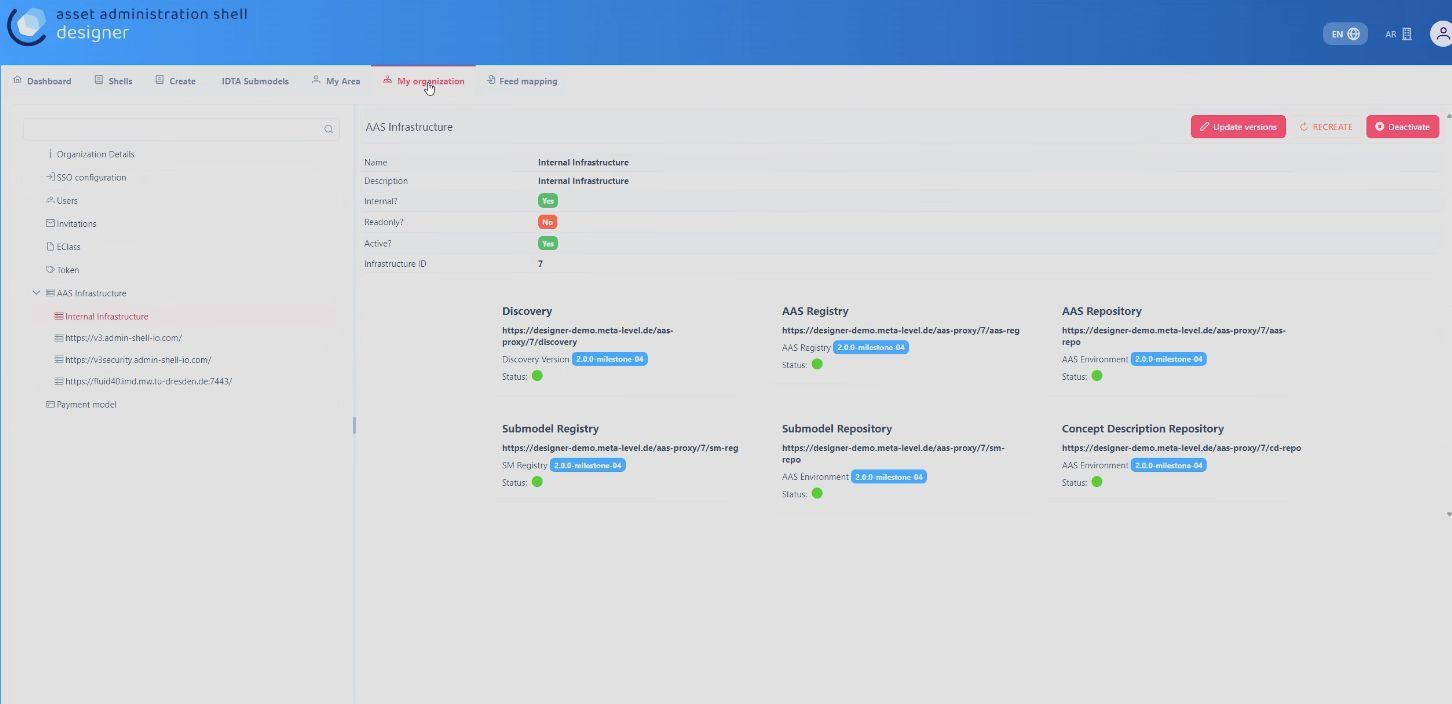 asset administration shell
designer
EN
AR
Dashboard
Shells
Create
IDTA Submodels
My Area
My organization
Feed mapping
Organization Details
SSO configuration
Users
Invitations
EClass
Token
AAS Infrastructure
Internal Infrastructure
https://v3.admin-shell-io.com/
https://v3security.admin-shell-io.com/
https://fluid40.imd.mw.tu-dresden.de:7443/
Payment model
AAS Infrastructure
Update versions
RECREATE
Deactivate
Name Internal Infrastructure
Description Internal Infrastructure
Internal? Yes
Readonly? No
Active? Yes
Infrastructure ID 7
Discovery
https://designer-demo.meta-level.de/aas-
proxy/7/discovery
Discovery Version 2.0.0-milestone-04
Status:
AAS Registry
https://designer-demo.meta-level.de/aas-proxy/7/aas-reg
AAS Registry 2.0.0-milestone-04
Status:
AAS Repository
https://designer-demo.meta-level.de/aas-proxy/7/aas-
repo
AAS Environment 2.0.0-milestone-04
Status:
Submodel Registry
https://designer-demo.meta-level.de/aas-proxy/7/sm-reg
SM Registry 2.0.0-milestone-04
Status:
Submodel Repository
https://designer-demo.meta-level.de/aas-proxy/7/sm-
repo
AAS Environment 2.0.0-milestone-04
Status:
Concept Description Repository
https://designer-demo.meta-level.de/aas-proxy/7/cd-repo
AAS Environment 2.0.0-milestone-04
Status: